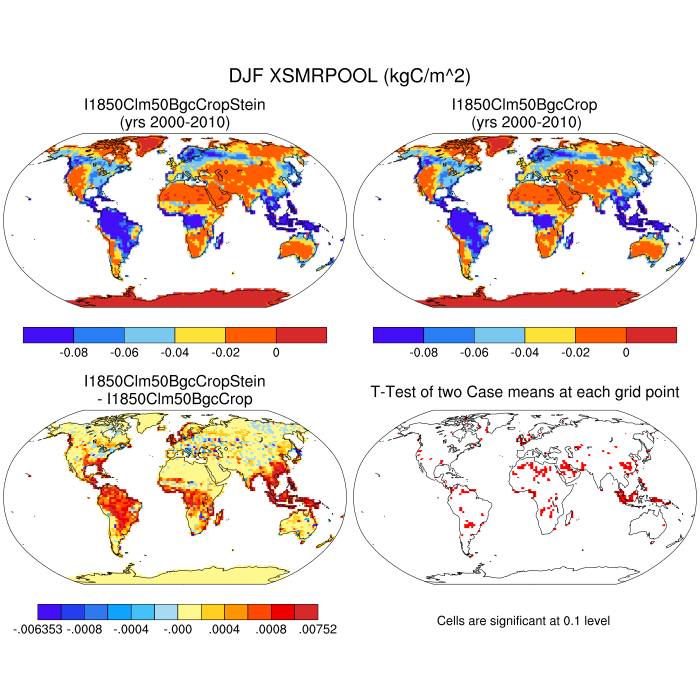 DJF XSMRPOOL (kgC/m^2)
I1850Clm50BgcCropStein
(yrs 2000-2010)
I1850Clm50BgcCrop
(yrs 2000-2010)
-0.08 -0.06 -0.04 -0.02 0
-0.08 -0.06 -0.04 -0.02 0
I1850Clm50BgcCropStein
- I1850Clm50BgcCrop
T-Test of two Case means at each grid point
-.006353 -.0008 -.0004 -.000 .0004 .0008 .00752
Cells are significant at 0.1 level